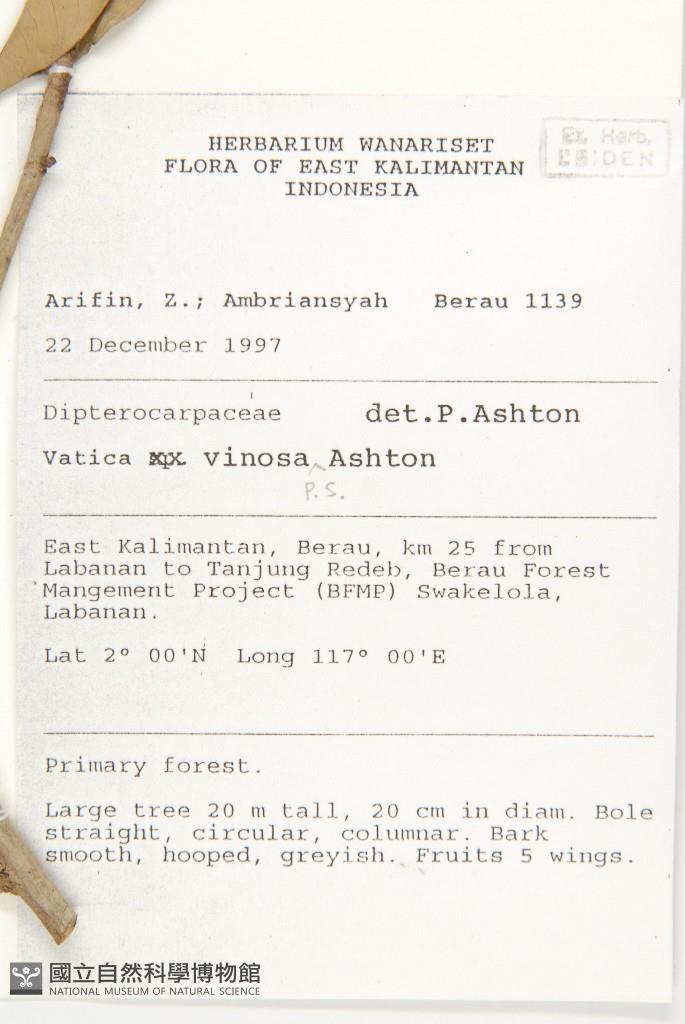 HERBARIUM WANARISET
FLORA OF EAST KALIMANTAN
INDONESIA
Ex. Herb.
LEIDEN
Arifin, Z.; Ambriansyah Berau 1139
22 December 1997
Dipterocarpaceae det.P.Ashton
Vatica vinosa Ashton
P.S.
East Kalimantan, Berau, km 25 from
Labanan to Tanjung Redeb, Berau Forest
Mangement Project (BFMP) Swakelola,
Labanan.
Lat 2° 00'N Long 117° 00'E
Primary forest.
Large tree 20 m tall, 20 cm in diam. Bole
straight, circular, columnar. Bark
smooth, hooped, greyish. Fruits 5 wings.
國立自然科學博物館
NATIONAL MUSEUM OF NATURAL SCIENCE